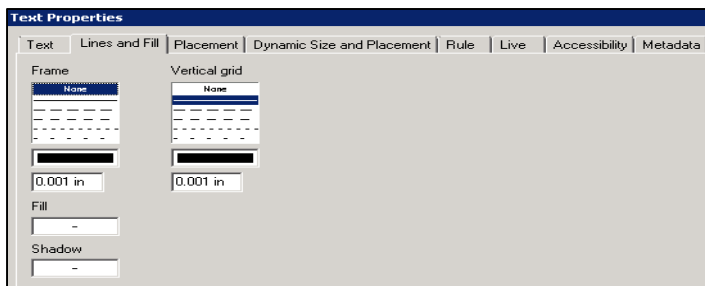 Text Properties
Text Lines and Fill Placement Dynamic Size and Placement Rule Live Accessibility Metadata
Frame Vertical grid
None None
0.001 in 0.001 in
Fill
-
Shadow
-